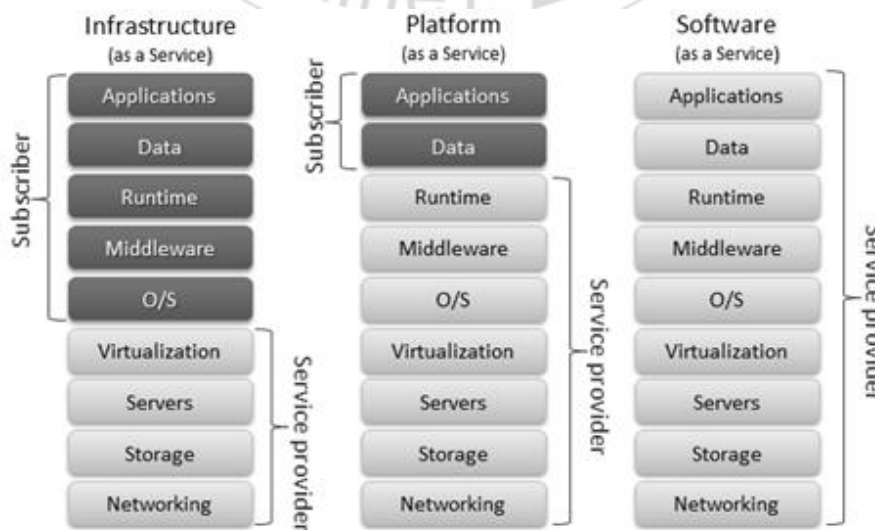 Infrastructure
(as a Service)
Subscriber
Applications
Data
Runtime
Middleware
O/S
Virtualization
Servers
Storage
Networking
Service provider
Platform
(as a Service)
Subscriber
Applications
Data
Runtime
Middleware
O/S
Virtualization
Servers
Storage
Networking
Service provider
Software
(as a Service)
Applications
Data
Runtime
Middleware
O/S
Virtualization
Servers
Storage
Networking
Service provider